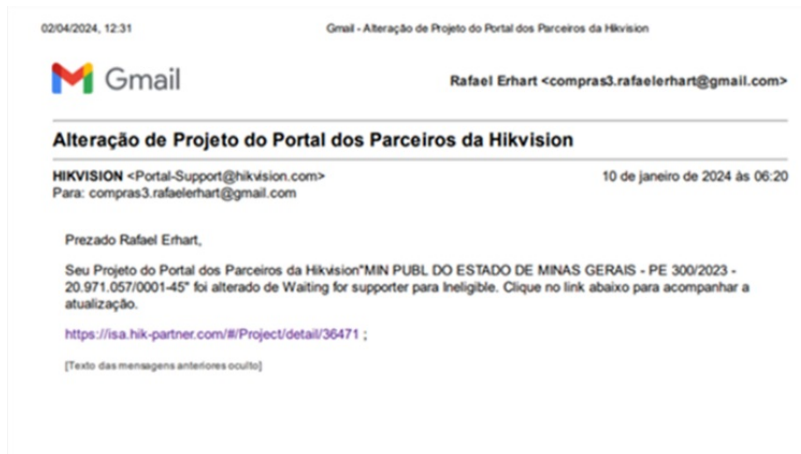 02/04/2024, 12:31 Gmail - Alteração de Projeto do Portal dos Parceiros da Hikvision
Gmail Rafael Erhart <compras3.rafaelerhart@gmail.com>
Alteração de Projeto do Portal dos Parceiros da Hikvision
HIKVISION <Portal-Support@hikvision.com> 10 de janeiro de 2024 às 06:20
Para: compras3.rafaelerhart@gmail.com
Prezado Rafael Erhart,
Seu Projeto do Portal dos Parceiros da Hikvision"MIN PUBL DO ESTADO DE MINAS GERAIS - PE 300/2023 -
20.971.057/0001-45" foi alterado de Waiting for supporter para Ineligible. Clique no link abaixo para acompanhar a
atualização.
https://isa.hik-partner.com/#/Project/detail/36471 ;
[Texto das mensagens anteriores oculto]